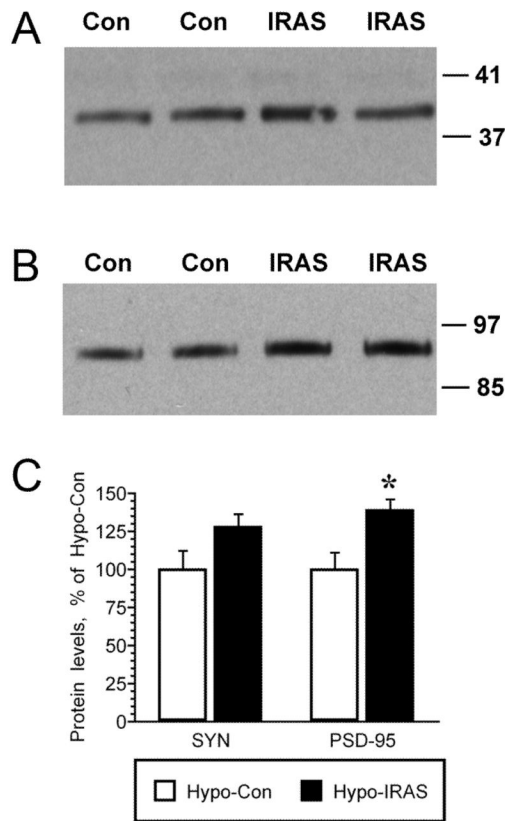 A
Con Con IRAS IRAS
41
37
B
Con Con IRAS IRAS
97
85
C
Protein levels, % of Hypo-Con
150
125
100
75
50
25
0
*
SYN PSD-95
Hypo-Con Hypo-IRAS